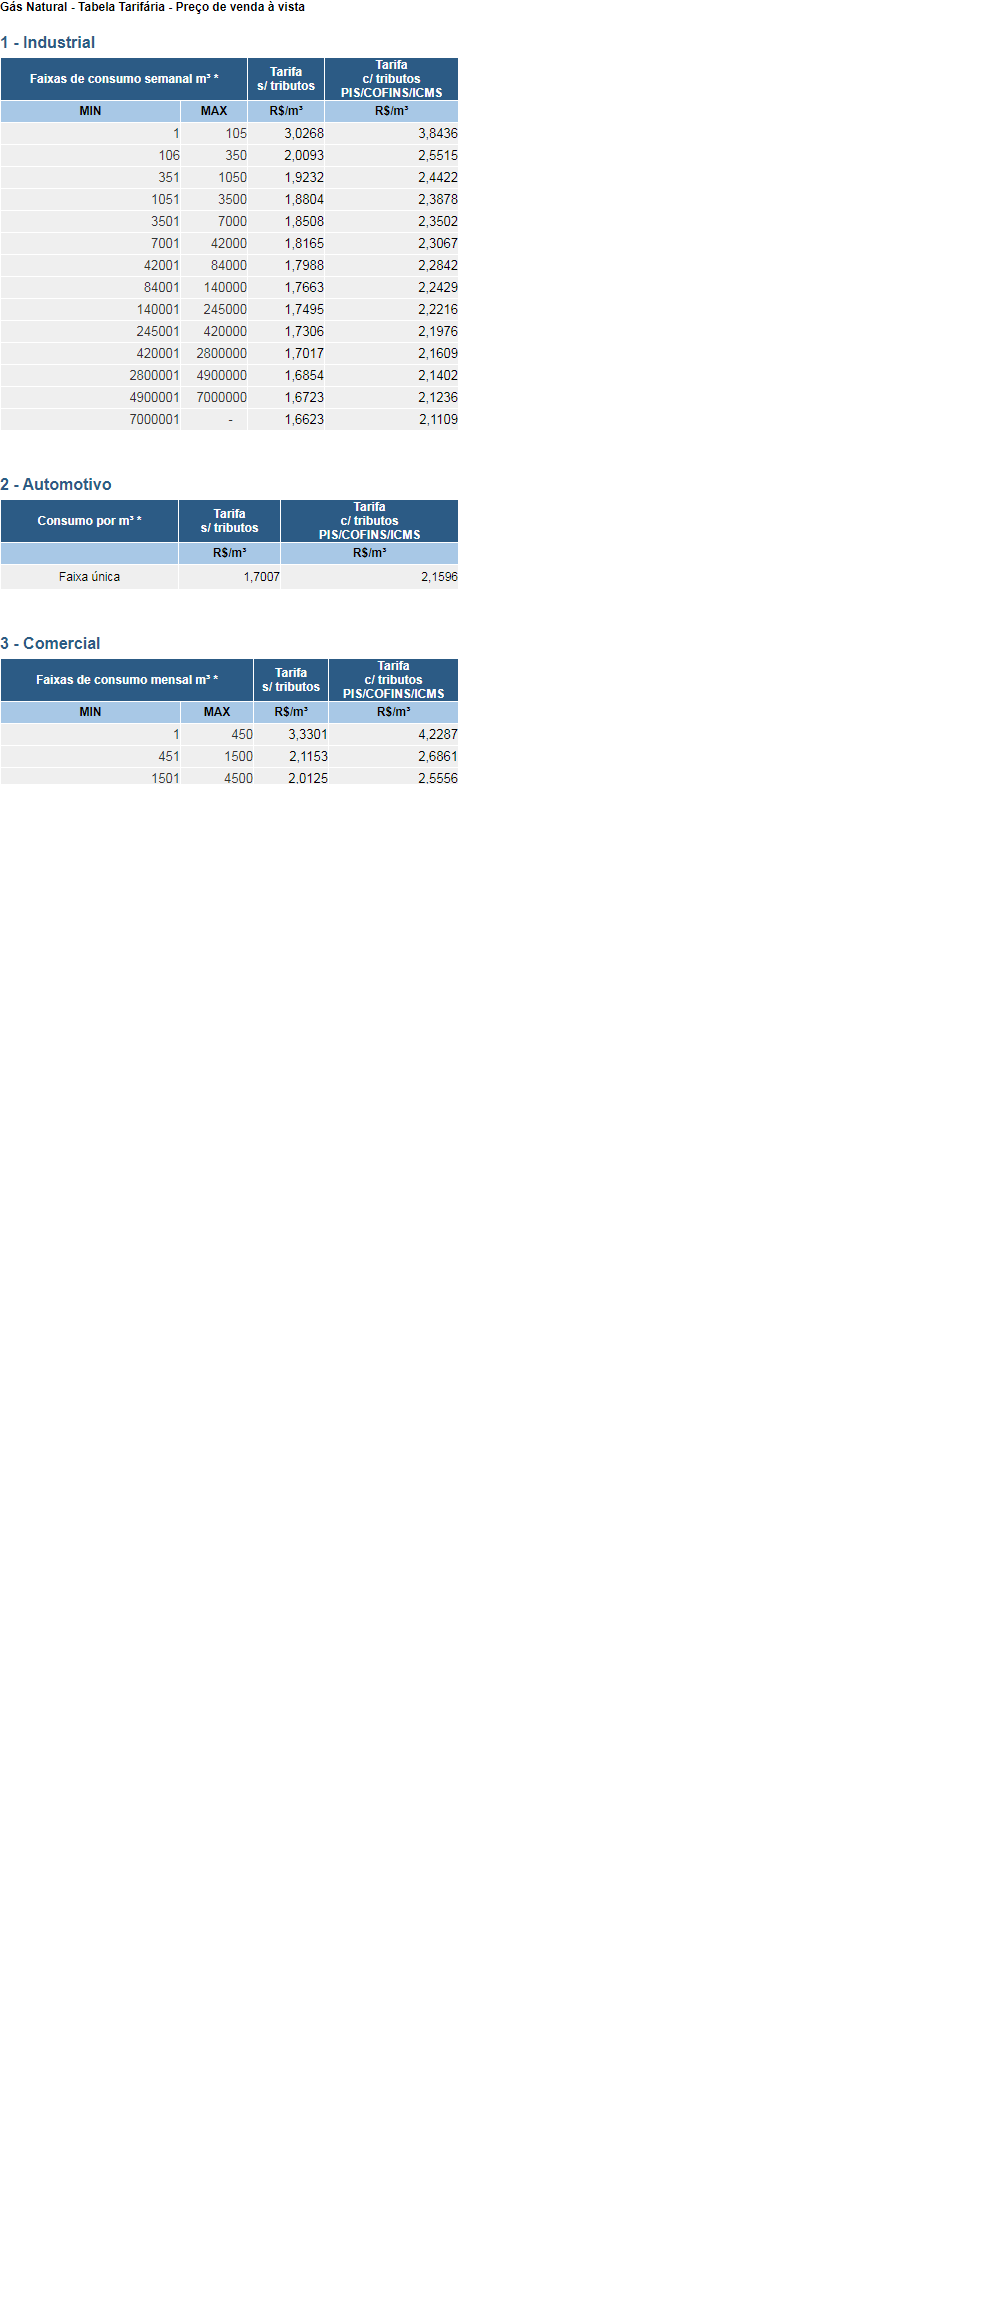 Gás Natural - Tabela Tarifária - Preço de venda à vista
1 - Industrial
Faixas de consumo semanal m³ * Tarifa s/ tributos Tarifa c/ tributos PIS/COFINS/ICMS
MIN MAX R$/m³ R$/m³
1 105 3,0268 3,8436
106 350 2,0093 2,5515
351 1050 1,9232 2,4422
1051 3500 1,8804 2,3878
3501 7000 1,8508 2,3502
7001 42000 1,8165 2,3067
42001 84000 1,7988 2,2842
84001 140000 1,7663 2,2429
140001 245000 1,7495 2,2216
245001 420000 1,7306 2,1976
420001 2800000 1,7017 2,1609
2800001 4900000 1,6854 2,1402
4900001 7000000 1,6723 2,1236
7000001 - 1,6623 2,1109
2 - Automotivo
Consumo por m³ * Tarifa s/ tributos Tarifa c/ tributos PIS/COFINS/ICMS
R$/m³ R$/m³
Faixa única 1,7007 2,1596
3 - Comercial
Faixas de consumo mensal m³ * Tarifa s/ tributos Tarifa c/ tributos PIS/COFINS/ICMS
MIN MAX R$/m³ R$/m³
1 450 3,3301 4,2287
451 1500 2,1153 2,6861
1501 4500 2,0125 2,5556